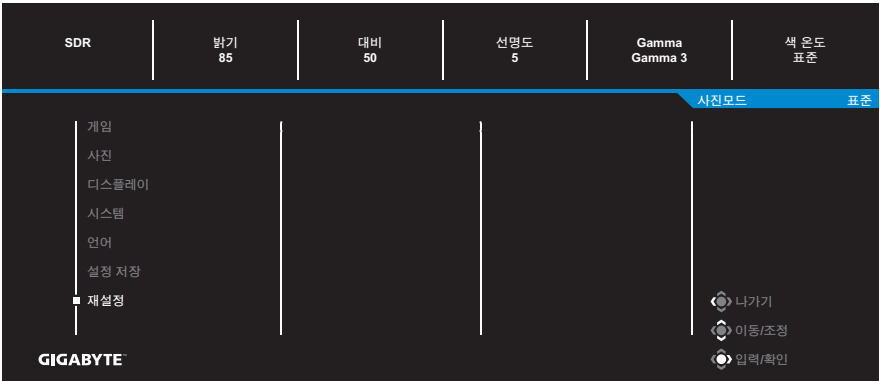 SDR
밝기
85
대비
50
선명도
5
Gamma
Gamma 3
색 온도
표준
사진모드 표준
게임
사진
디스플레이
시스템
언어
설정 저장
재설정
나가기
이동/조정
입력/확인
GIGABYTE™